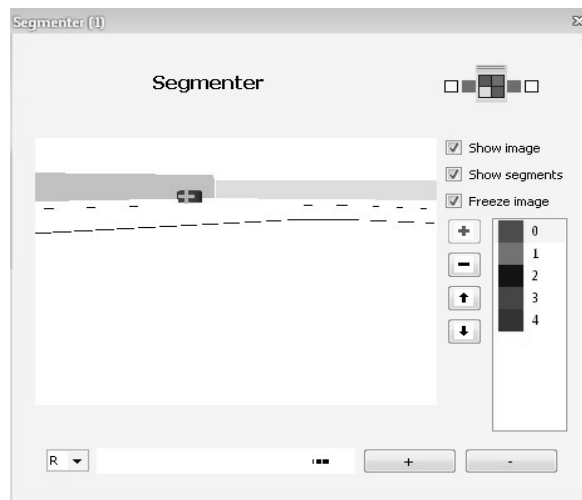 Segmenter (1)
Segmenter
Show image
Show segments
Freeze image
+
0
1
2
3
4
-
R
+
-